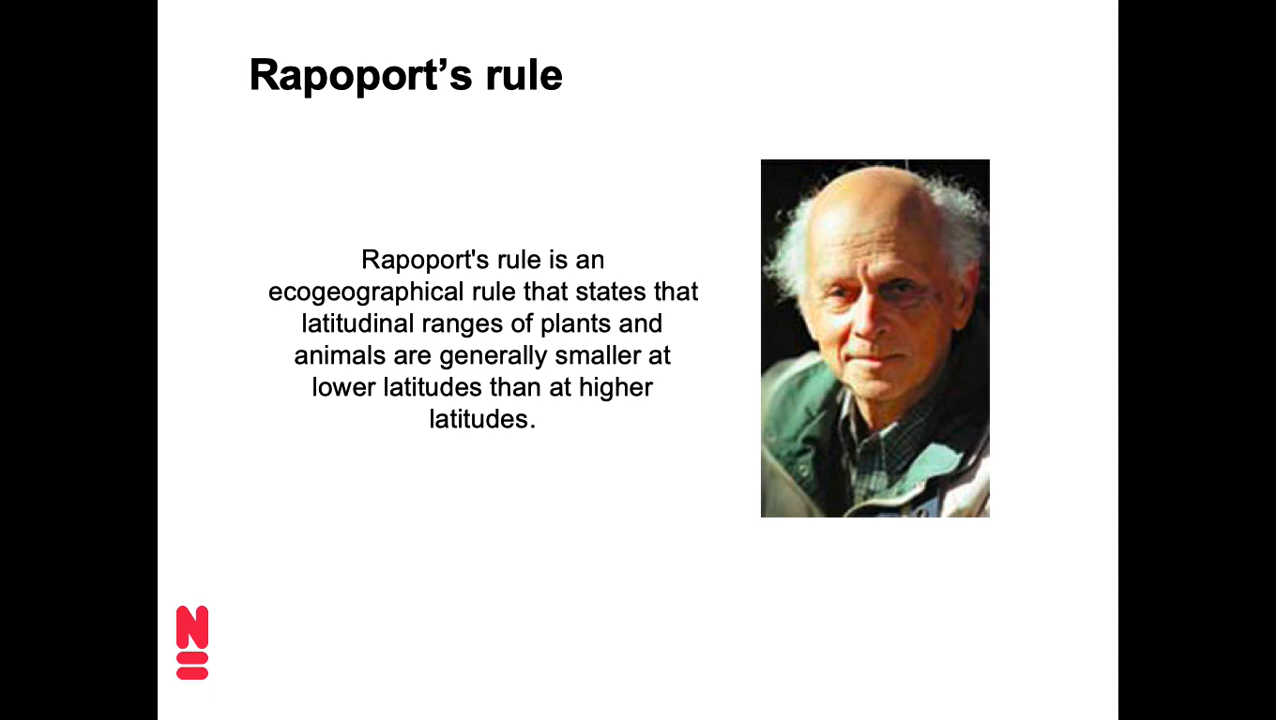 Rapoport’s rule
Rapoport's rule is an
ecogeographical rule that states that
latitudinal ranges of plants and
animals are generally smaller at
lower latitudes than at higher
latitudes.
N